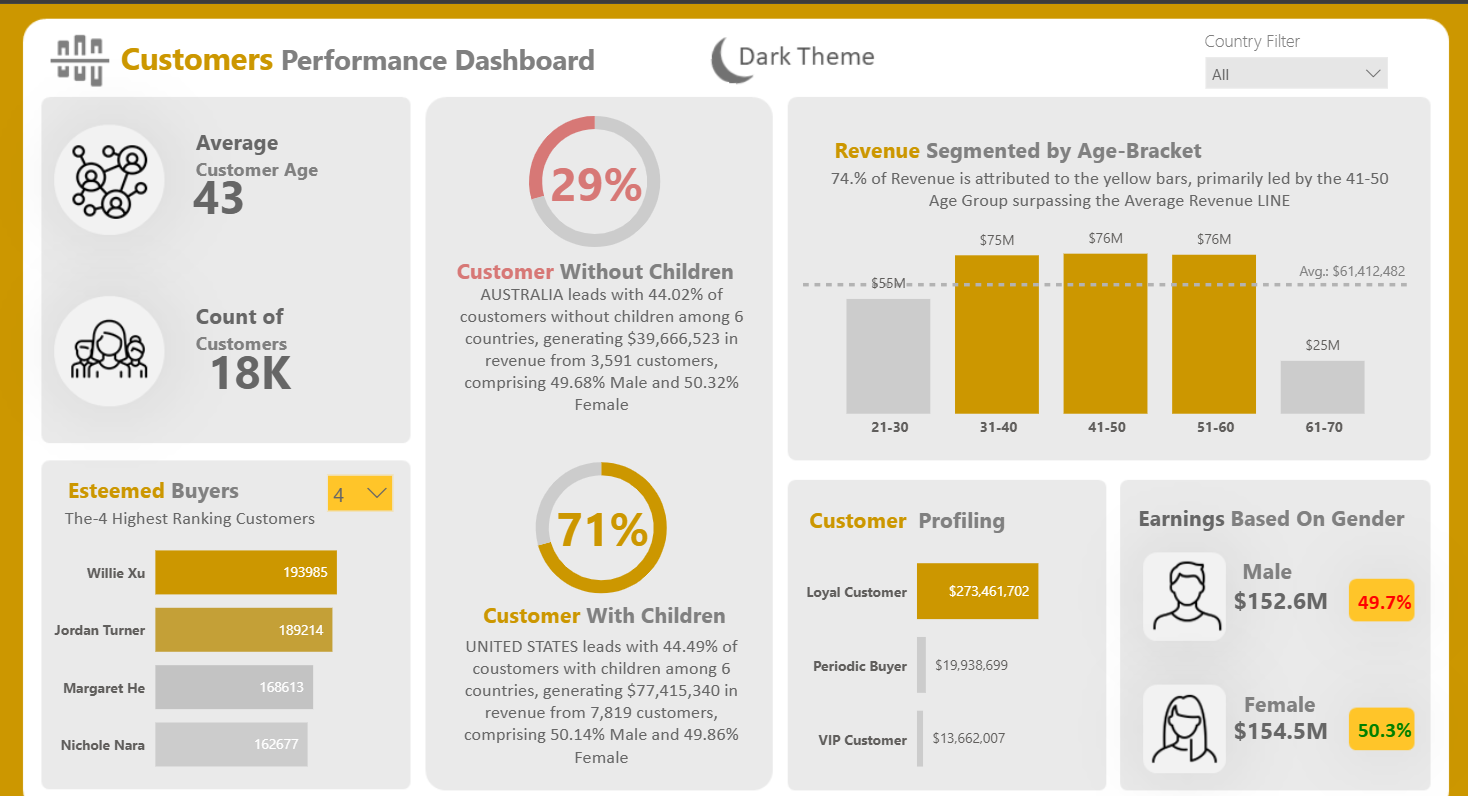 Customers Performance Dashboard
Dark Theme
Country Filter
All
Average
Customer Age
43
Count of
Customers
18K
29%
Customer Without Children
AUSTRALIA leads with 44.02% of
coustomers without children among 6
countries, generating $39,666,523 in
revenue from 3,591 customers,
comprising 49.68% Male and 50.32%
Female
71%
Customer With Children
UNITED STATES leads with 44.49% of
coustomers with children among 6
countries, generating $77,415,340 in
revenue from 7,819 customers,
comprising 50.14% Male and 49.86%
Female
Revenue Segmented by Age-Bracket
74.% of Revenue is attributed to the yellow bars, primarily led by the 41-50
Age Group surpassing the Average Revenue LINE
$55M
$75M
$76M
$76M
$25M
Avg.: $61,412,482
21-30
31-40
41-50
51-60
61-70
Esteemed Buyers
4
The-4 Highest Ranking Customers
Willie Xu 193985
Jordan Turner 189214
Margaret He 168613
Nichole Nara 162677
Customer Profiling
Loyal Customer $273,461,702
Periodic Buyer $19,938,699
VIP Customer $13,662,007
Earnings Based On Gender
Male
$152.6M 49.7%
Female
$154.5M 50.3%